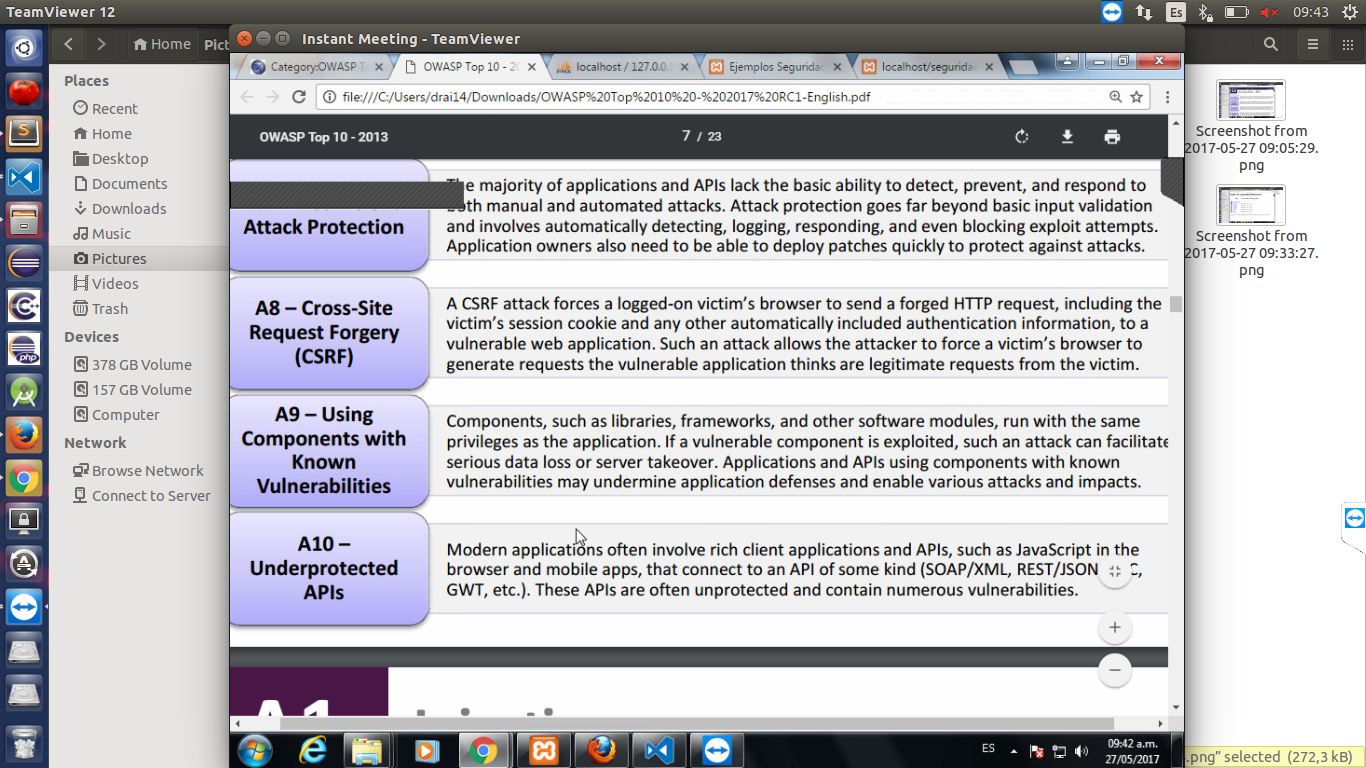 TeamViewer 12
Es
09:43
Home
Pict
Instant Meeting - TeamViewer
Places
Recent
Home
Desktop
Documents
Downloads
Music
Pictures
Videos
Trash
Devices
378 GB Volume
157 GB Volume
Computer
Network
Browse Network
Connect to Server
Category:OWASP T
OWASP Top 10 - 20
localhost / 127.0.0.
Ejemplos Seguridad
localhost/segurida
file:///C:/Users/drai14/Downloads/OWASP%20Top%2010%20-%202017%20RC1-English.pdf
OWASP Top 10 - 2013
7 / 23
Attack Protection
The majority of applications and APIs lack the basic ability to detect, prevent, and respond to
both manual and automated attacks. Attack protection goes far beyond basic input validation
and involves automatically detecting, logging, responding, and even blocking exploit attempts.
Application owners also need to be able to deploy patches quickly to protect against attacks.
A8 – Cross-Site
Request Forgery
(CSRF)
A CSRF attack forces a logged-on victim’s browser to send a forged HTTP request, including the
victim’s session cookie and any other automatically included authentication information, to a
vulnerable web application. Such an attack allows the attacker to force a victim’s browser to
generate requests the vulnerable application thinks are legitimate requests from the victim.
A9 – Using
Components with
Known
Vulnerabilities
Components, such as libraries, frameworks, and other software modules, run with the same
privileges as the application. If a vulnerable component is exploited, such an attack can facilitate
serious data loss or server takeover. Applications and APIs using components with known
vulnerabilities may undermine application defenses and enable various attacks and impacts.
A10 –
Underprotected
APIs
Modern applications often involve rich client applications and APIs, such as JavaScript in the
browser and mobile apps, that connect to an API of some kind (SOAP/XML, REST/JSON, C,
GWT, etc.). These APIs are often unprotected and contain numerous vulnerabilities.
A1
ES
09:42 a.m.
27/05/2017
Screenshot from
2017-05-27 09:05:29.
png
Screenshot from
2017-05-27 09:33:27.
png
.png” selected (272,3 kB)